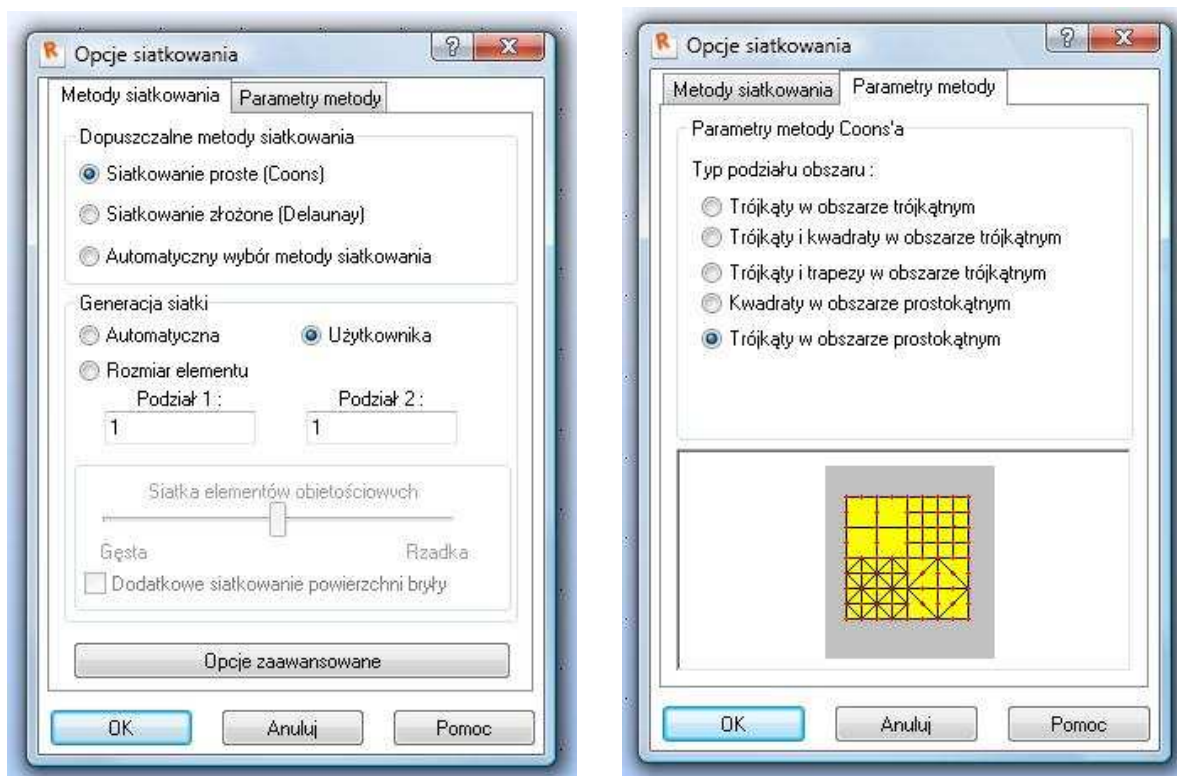 Opcje siatkowania
Metody siatkowania Parametry metody
Dopuszczalne metody siatkowania
Siatkowanie proste (Coons)
Siatkowanie złożone (Delaunay)
Automatyczny wybór metody siatkowania
Generacja siatki
Automatyczna Użytkownika
Rozmiar elementu
Podział 1 : Podział 2 :
1 1
Siatka elementów objetościowych
Gęsta Rzadka
Dodatkowe siatkowanie powierzchni bryły
Opcje zaawansowane
OK Anuluj Pomoc
Opcje siatkowania
Metody siatkowania Parametry metody
Parametry metody Coons'a
Typ podziału obszaru :
Trójkąty w obszarze trójkątnym
Trójkąty i kwadraty w obszarze trójkątnym
Trójkąty i trapezy w obszarze trójkątnym
Kwadraty w obszarze prostokątnym
Trójkąty w obszarze prostokątnym
OK Anuluj Pomoc